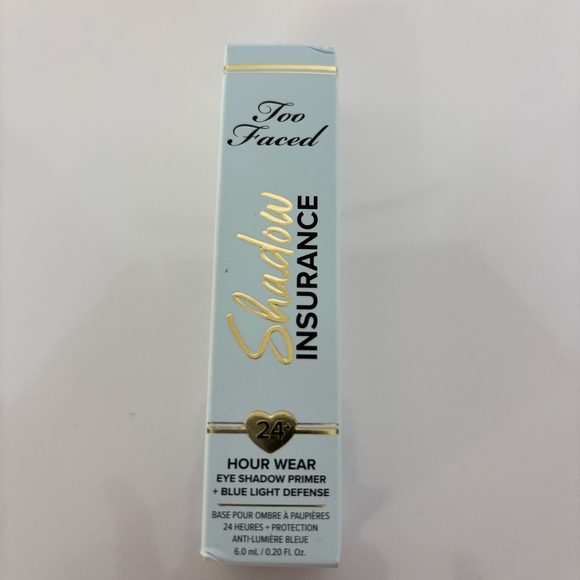 Too
Faced
Shadow
INSURANCE
24+
HOUR WEAR
EYE SHADOW PRIMER
+ BLUE LIGHT DEFENSE
BASE POUR OMBRE À PAUPIÈRES
24 HEURES + PROTECTION
ANTI-LUMIÈRE BLEUE
6.0 mL / 0.20 Fl. Oz.